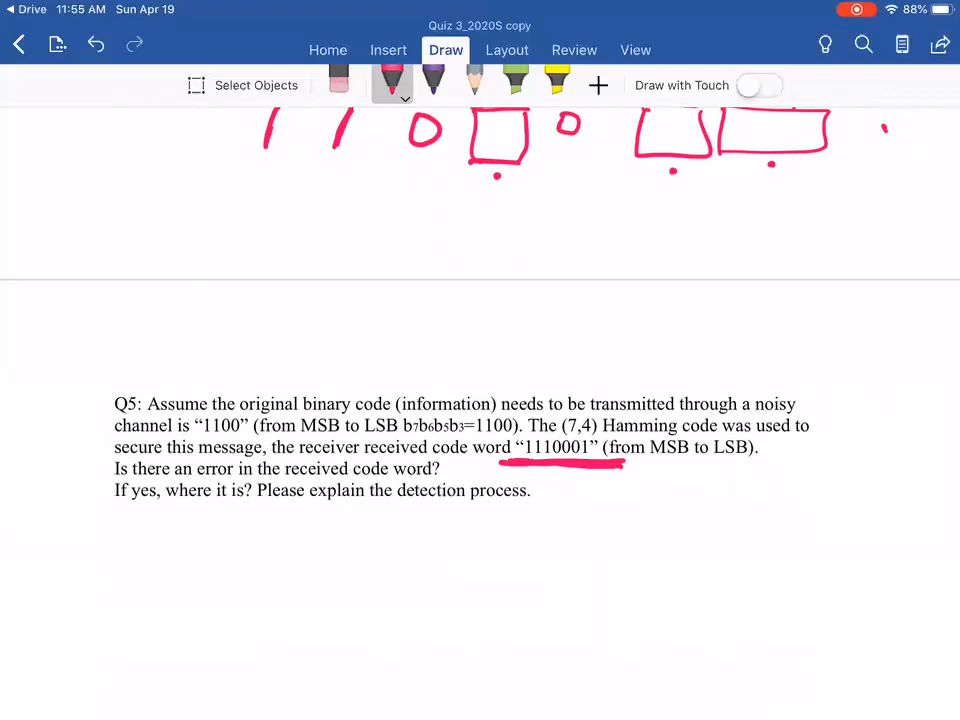 Drive 11:55 AM Sun Apr 19 88%
Quiz 3_2020S copy
Home Insert Draw Layout Review View
Select Objects Draw with Touch
1 1 0 0
Q5: Assume the original binary code (information) needs to be transmitted through a noisy
channel is “1100” (from MSB to LSB b₇b₆b₅b₃=1100). The (7,4) Hamming code was used to
secure this message, the receiver received code word “1110001” (from MSB to LSB).
Is there an error in the received code word?
If yes, where it is? Please explain the detection process.